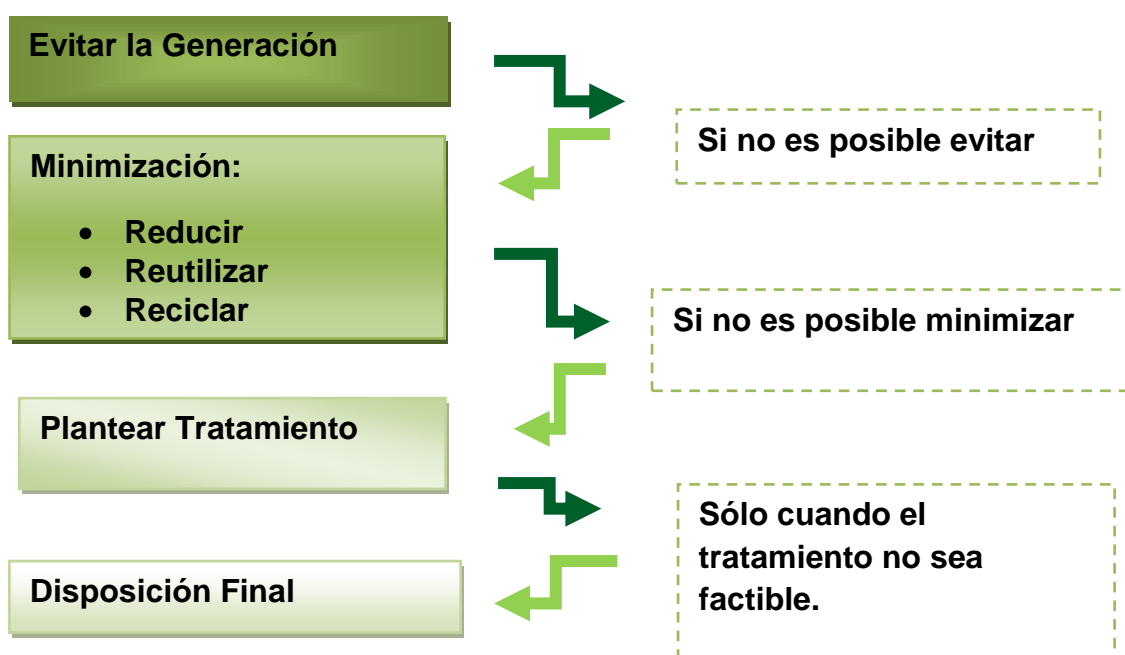 Evitar la Generación
Si no es posible evitar
Minimización:
• Reducir
• Reutilizar
• Reciclar
Si no es posible minimizar
Plantear Tratamiento
Sólo cuando el
tratamiento no sea
factible.
Disposición Final